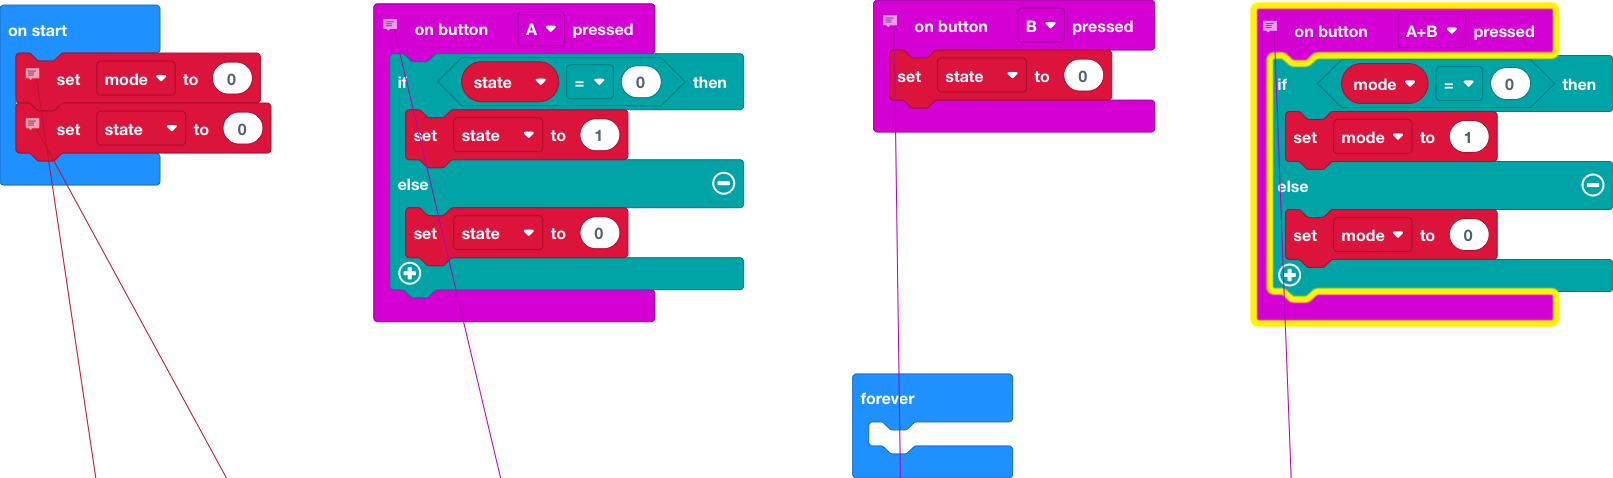 on start
set mode to 0
set state to 0
on button A pressed
if state = 0 then
set state to 1
else
set state to 0
on button B pressed
set state to 0
forever
on button A+B pressed
if mode = 0 then
set mode to 1
else
set mode to 0